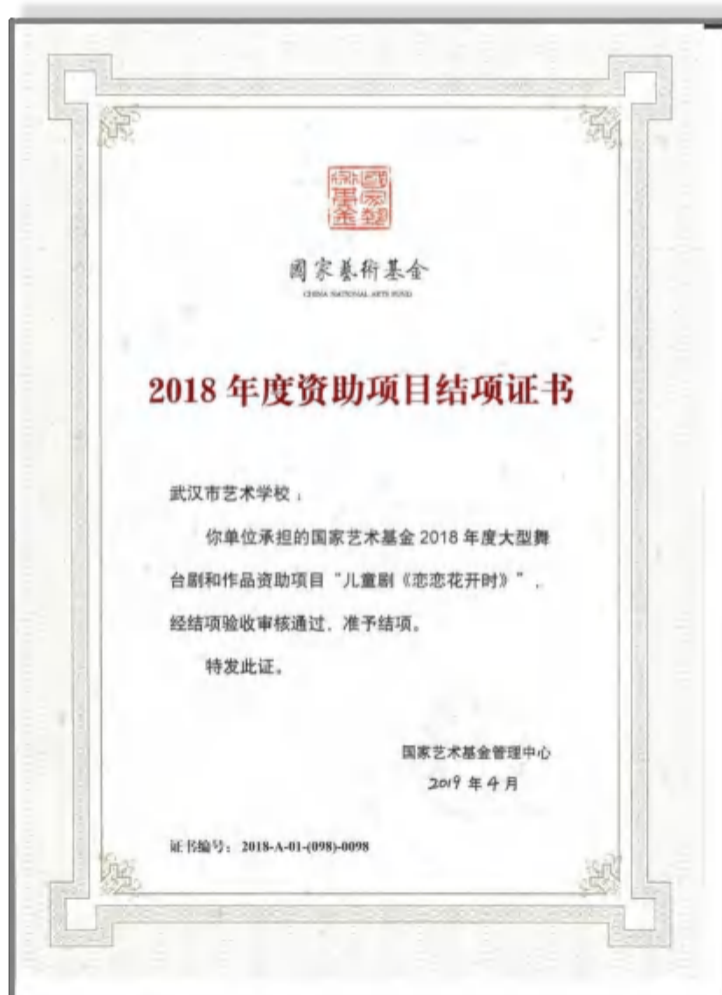 國家藝術基金
國家藝術基金
CHINA NATIONAL ARTS FUND
2018 年度资助项目结项证书
武汉市艺术学校：
你单位承担的国家艺术基金 2018 年度大型舞
台剧和作品资助项目“儿童剧《恋恋花开时》”，
经结项验收审核通过，准予结项。
特发此证。
国家艺术基金管理中心
2019 年 4 月
证书编号：2018-A-01-(098)-0098